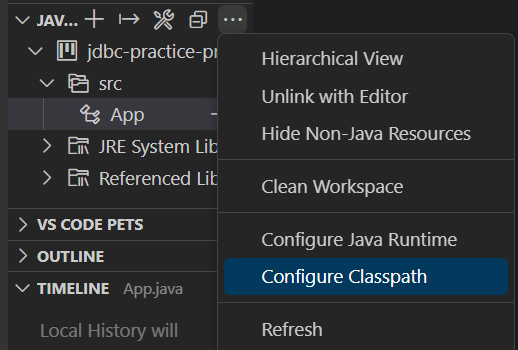 JAV...
jdbc-practice-pr
src
App
JRE System Lib
Referenced Lib
VS CODE PETS
OUTLINE
TIMELINE App.java
Local History will
Hierarchical View
Unlink with Editor
Hide Non-Java Resources
Clean Workspace
Configure Java Runtime
Configure Classpath
Refresh